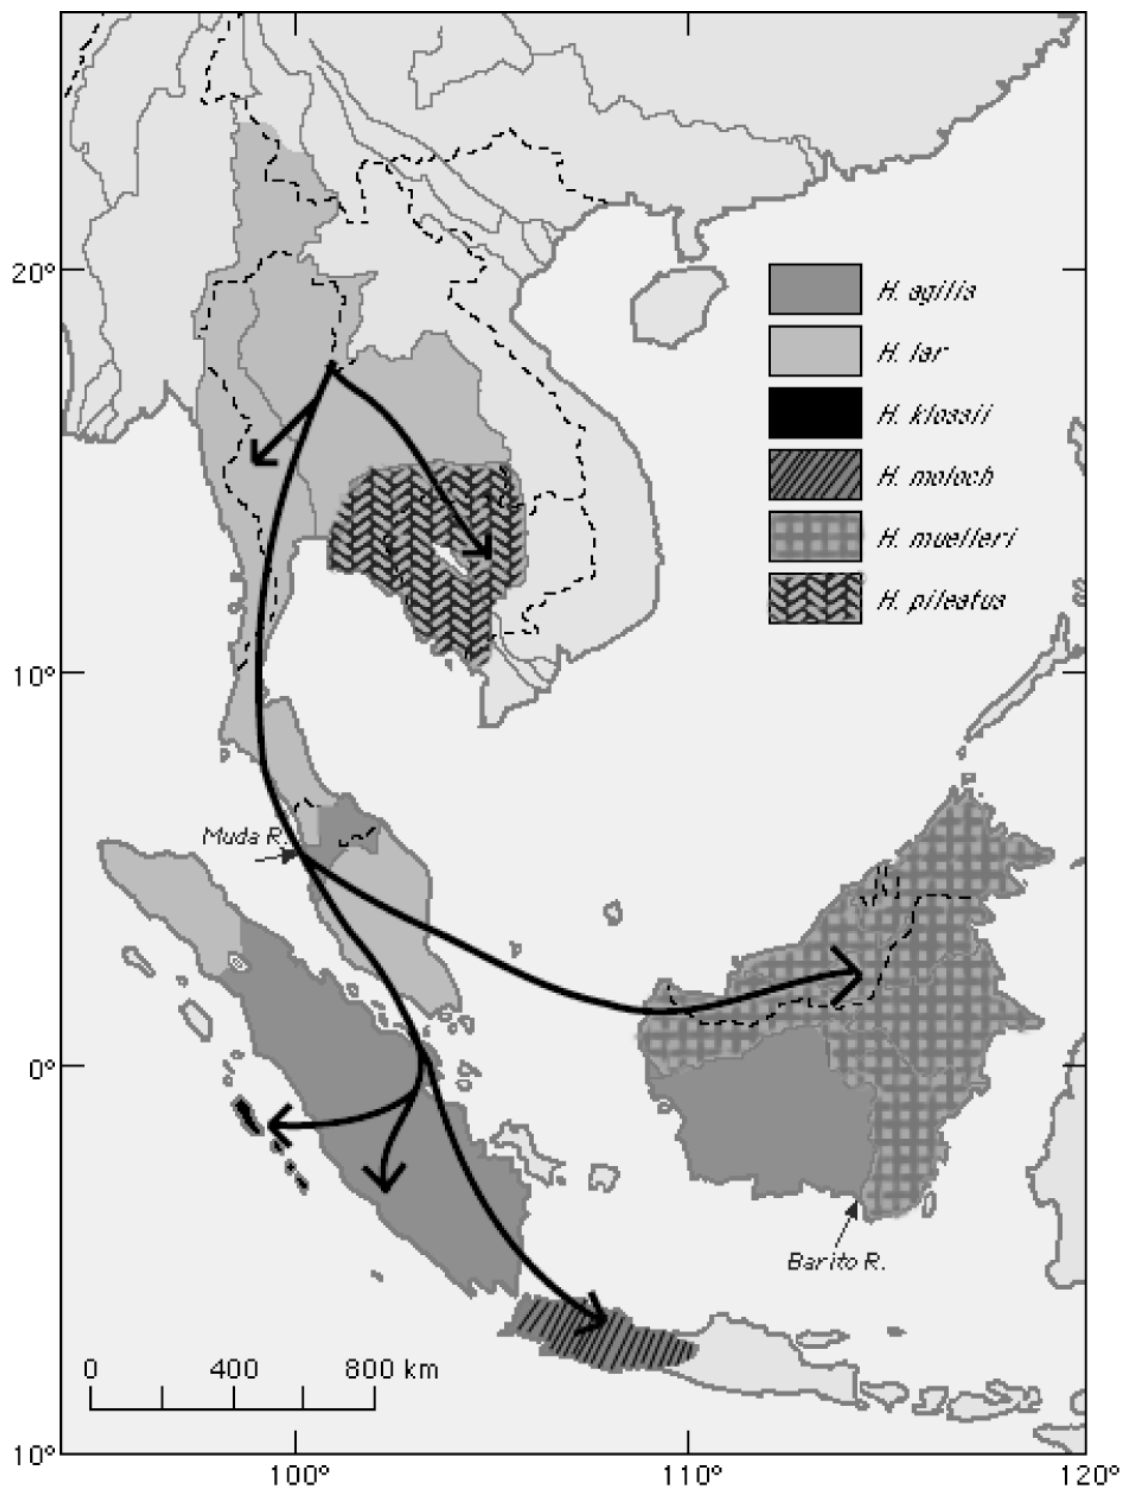 20°
H. agilis
H. lar
H. klossii
H. moloch
H. muelleri
H. pileatus
10°
Muda R.
0°
Barito R.
0 400 800 km
10°
100° 110° 120°